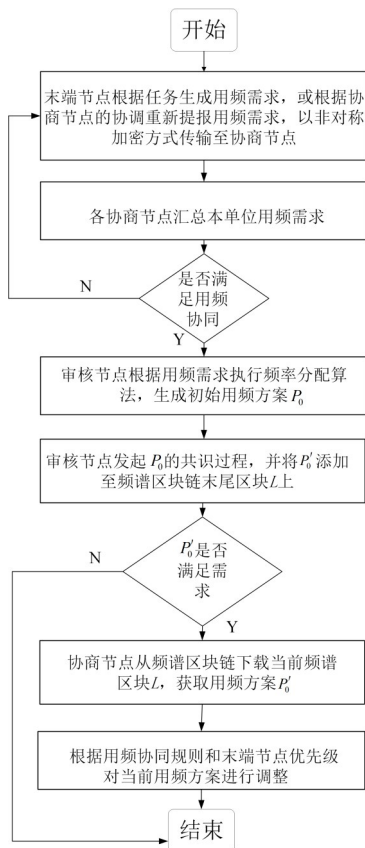 开始
末端节点根据任务生成用频需求，或根据协
商节点的协调重新提报用频需求，以非对称
加密方式传输至协商节点
各协商节点汇总本单位用频需求
N
是否满
足用频
协同
Y
审核节点根据用频需求执行频率分配算
法，生成初始用频方案P₀
审核节点发起P₀的共识过程，并将P₀′添加
至频谱区块链末尾区块L上
N
P₀′是否
满足需
求
Y
协商节点从频谱区块链下载当前频谱
区块L，获取用频方案P₀′
根据用频协同规则和末端节点优先级
对当前用频方案进行调整
结束